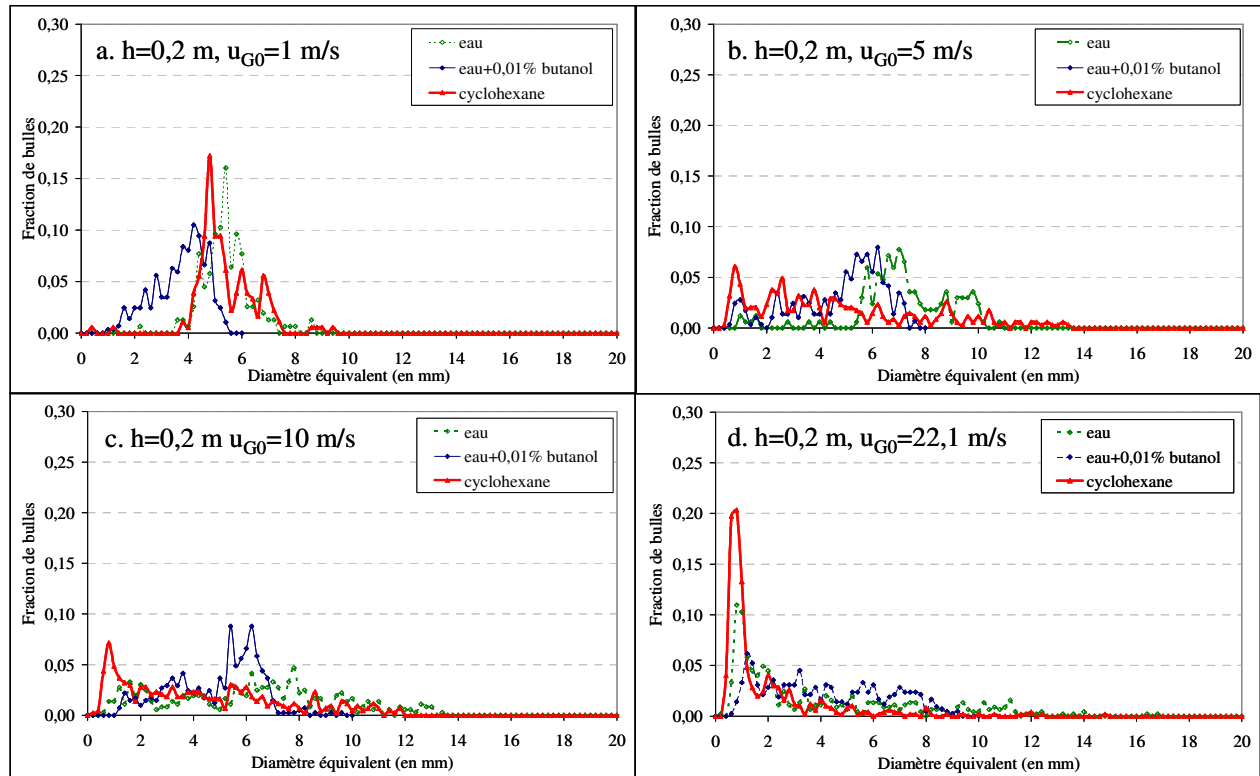 a. h=0,2 m, uG0=1 m/s
eau
eau+0,01% butanol
cyclohexane
Fraction de bulles
0,30
0,25
0,20
0,15
0,10
0,05
0,00
0 2 4 6 8 10 12 14 16 18 20
Diamètre équivalent (en mm)
b. h=0,2 m, uG0=5 m/s
eau
eau+0,01% butanol
cyclohexane
Fraction de bulles
0,30
0,25
0,20
0,15
0,10
0,05
0,00
0 2 4 6 8 10 12 14 16 18 20
Diamètre équivalent (en mm)
c. h=0,2 m uG0=10 m/s
eau
eau+0,01% butanol
cyclohexane
Fraction de bulles
0,30
0,25
0,20
0,15
0,10
0,05
0,00
0 2 4 6 8 10 12 14 16 18 20
Diamètre équivalent (en mm)
d. h=0,2 m, uG0=22,1 m/s
eau
eau+0,01% butanol
cyclohexane
Fraction de bulles
0,30
0,25
0,20
0,15
0,10
0,05
0,00
0 2 4 6 8 10 12 14 16 18 20
Diamètre équivalent (en mm)